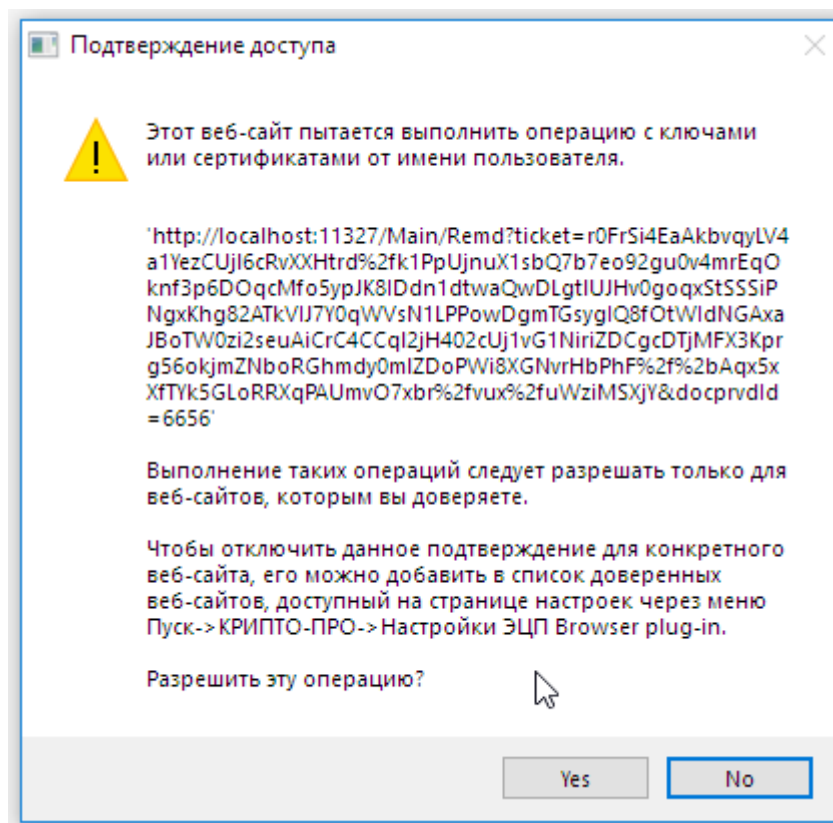 Подтверждение доступа
Этот веб-сайт пытается выполнить операцию с ключами
или сертификатами от имени пользователя.
'http://localhost:11327/Main/Remd?ticket=r0FrSi4EaAkbvqyLV4
a1YezCUjl6cRvXXHtrd%2fk1PpUjnuX1sbQ7b7eo92gu0v4mrEqO
knf3p6DOqcMfo5ypJK8IDdn1dtwaQwDLgtIUJHv0goqxStSSSiP
NgxKhg82ATkVIJ7Y0qWVsN1LPPowDgmTGsyglQ8fOtWIdNGAxa
JBoTW0zi2seuAiCrC4CCqI2jH402cUj1vG1NiriZDCgcDTjMFX3Kpr
g56okjmZNboRGhmdy0mIZDoPWi8XGNvrHbPhF%2f%2bAqx5x
XfTYk5GLoRRXqPAUmvO7xbr%2fvux%2fuWziMSXjY&docprvdId
=6656'
Выполнение таких операций следует разрешать только для
веб-сайтов, которым вы доверяете.
Чтобы отключить данное подтверждение для конкретного
веб-сайта, его можно добавить в список доверенных
веб-сайтов, доступный на странице настроек через меню
Пуск->КРИПТО-ПРО->Настройки ЭЦП Browser plug-in.
Разрешить эту операцию?
Yes
No